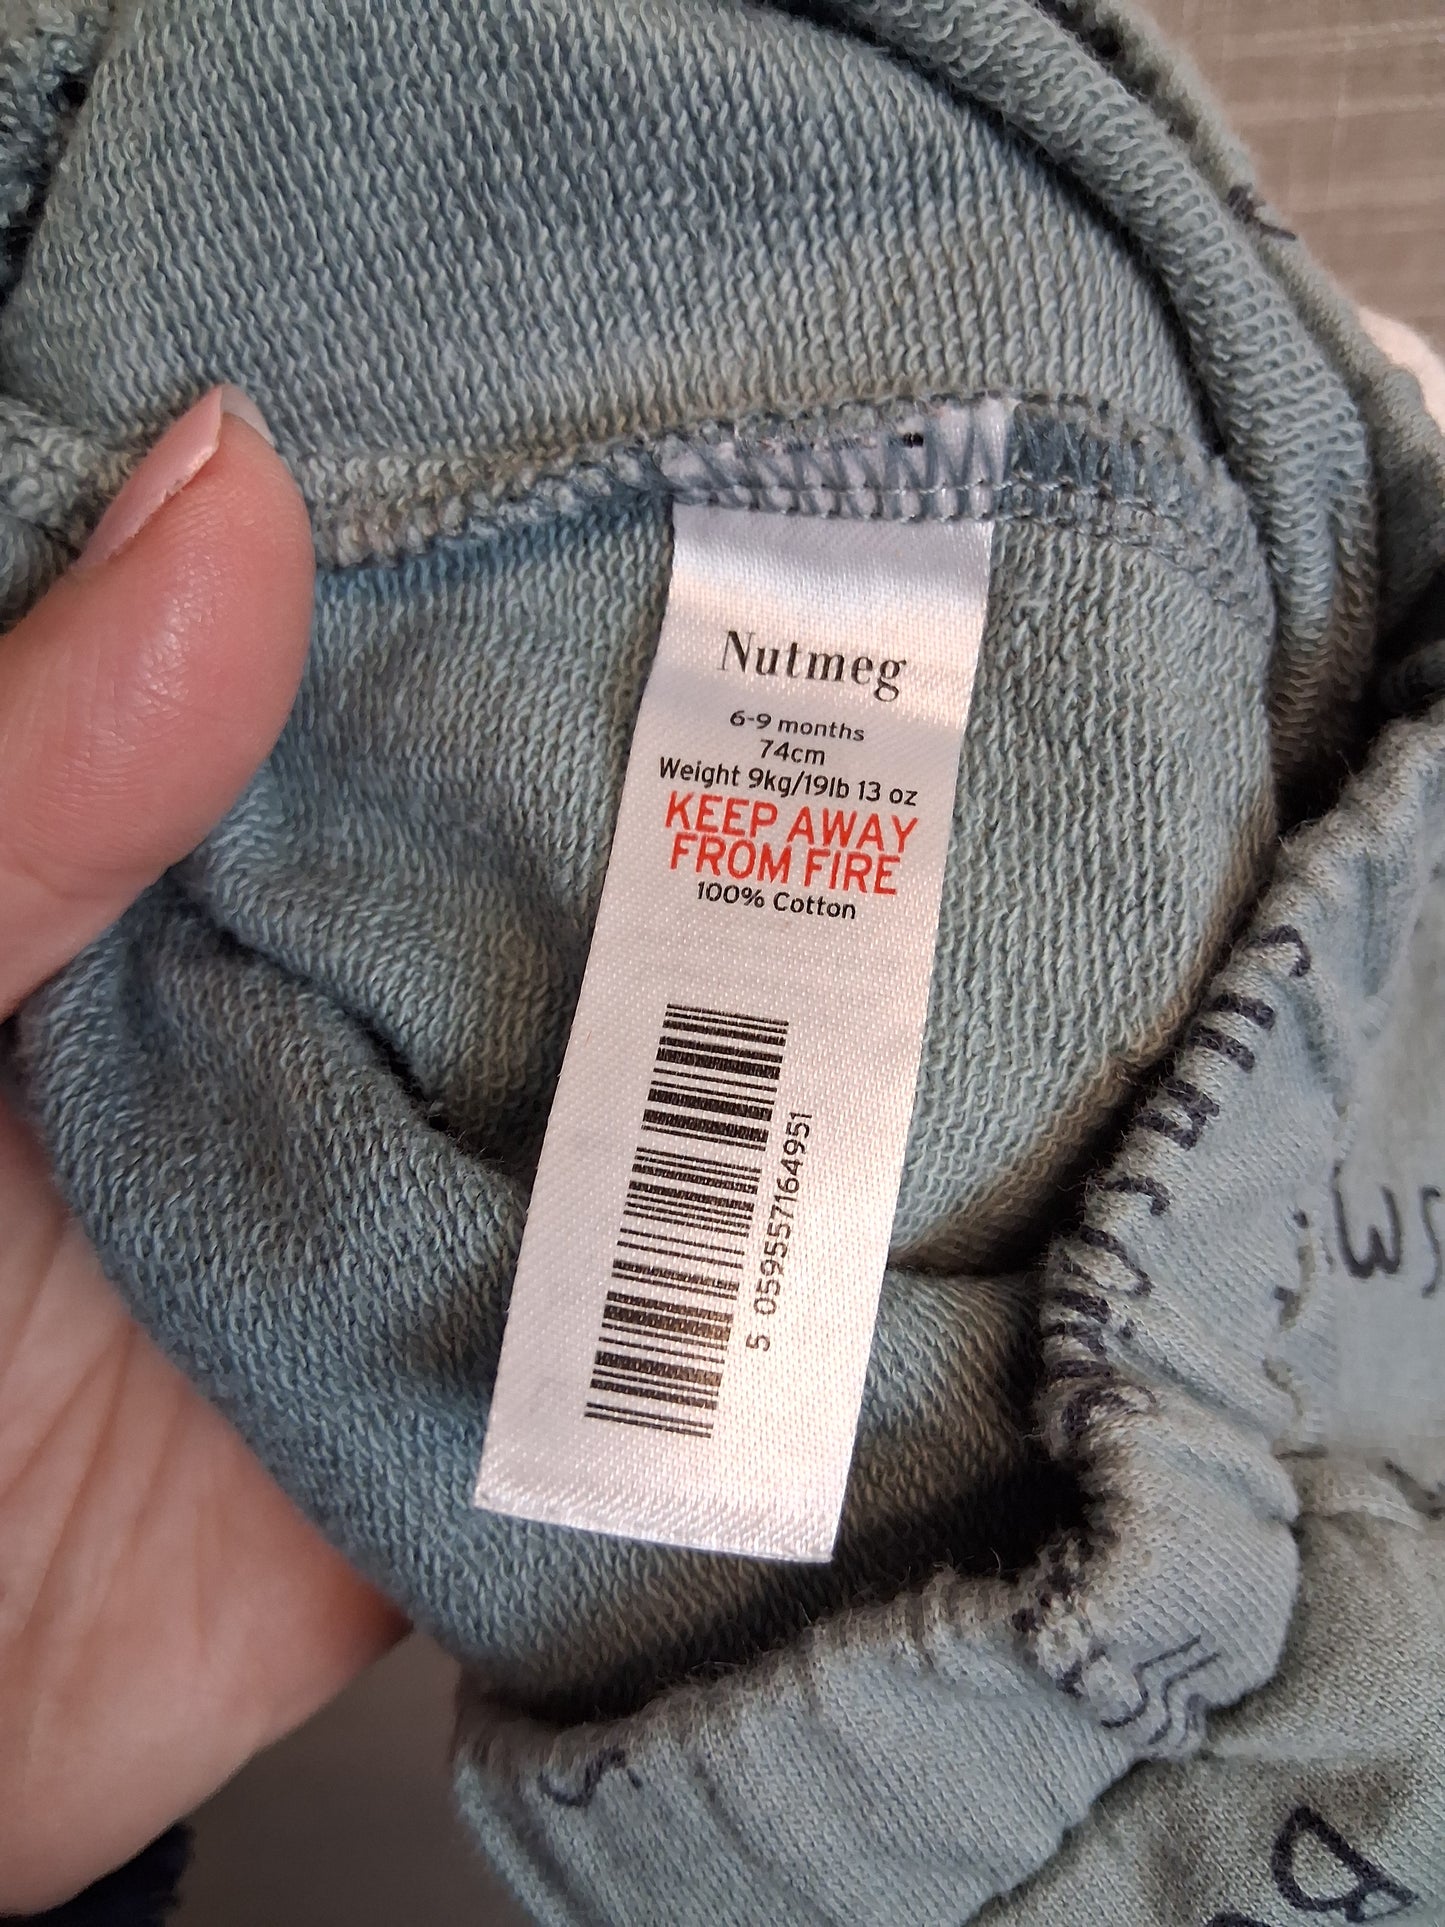 Nutmeg
6-9 months
74cm
Weight 9kg/19lb 13 oz
KEEP AWAY
FROM FIRE
100% Cotton
5 059557164951